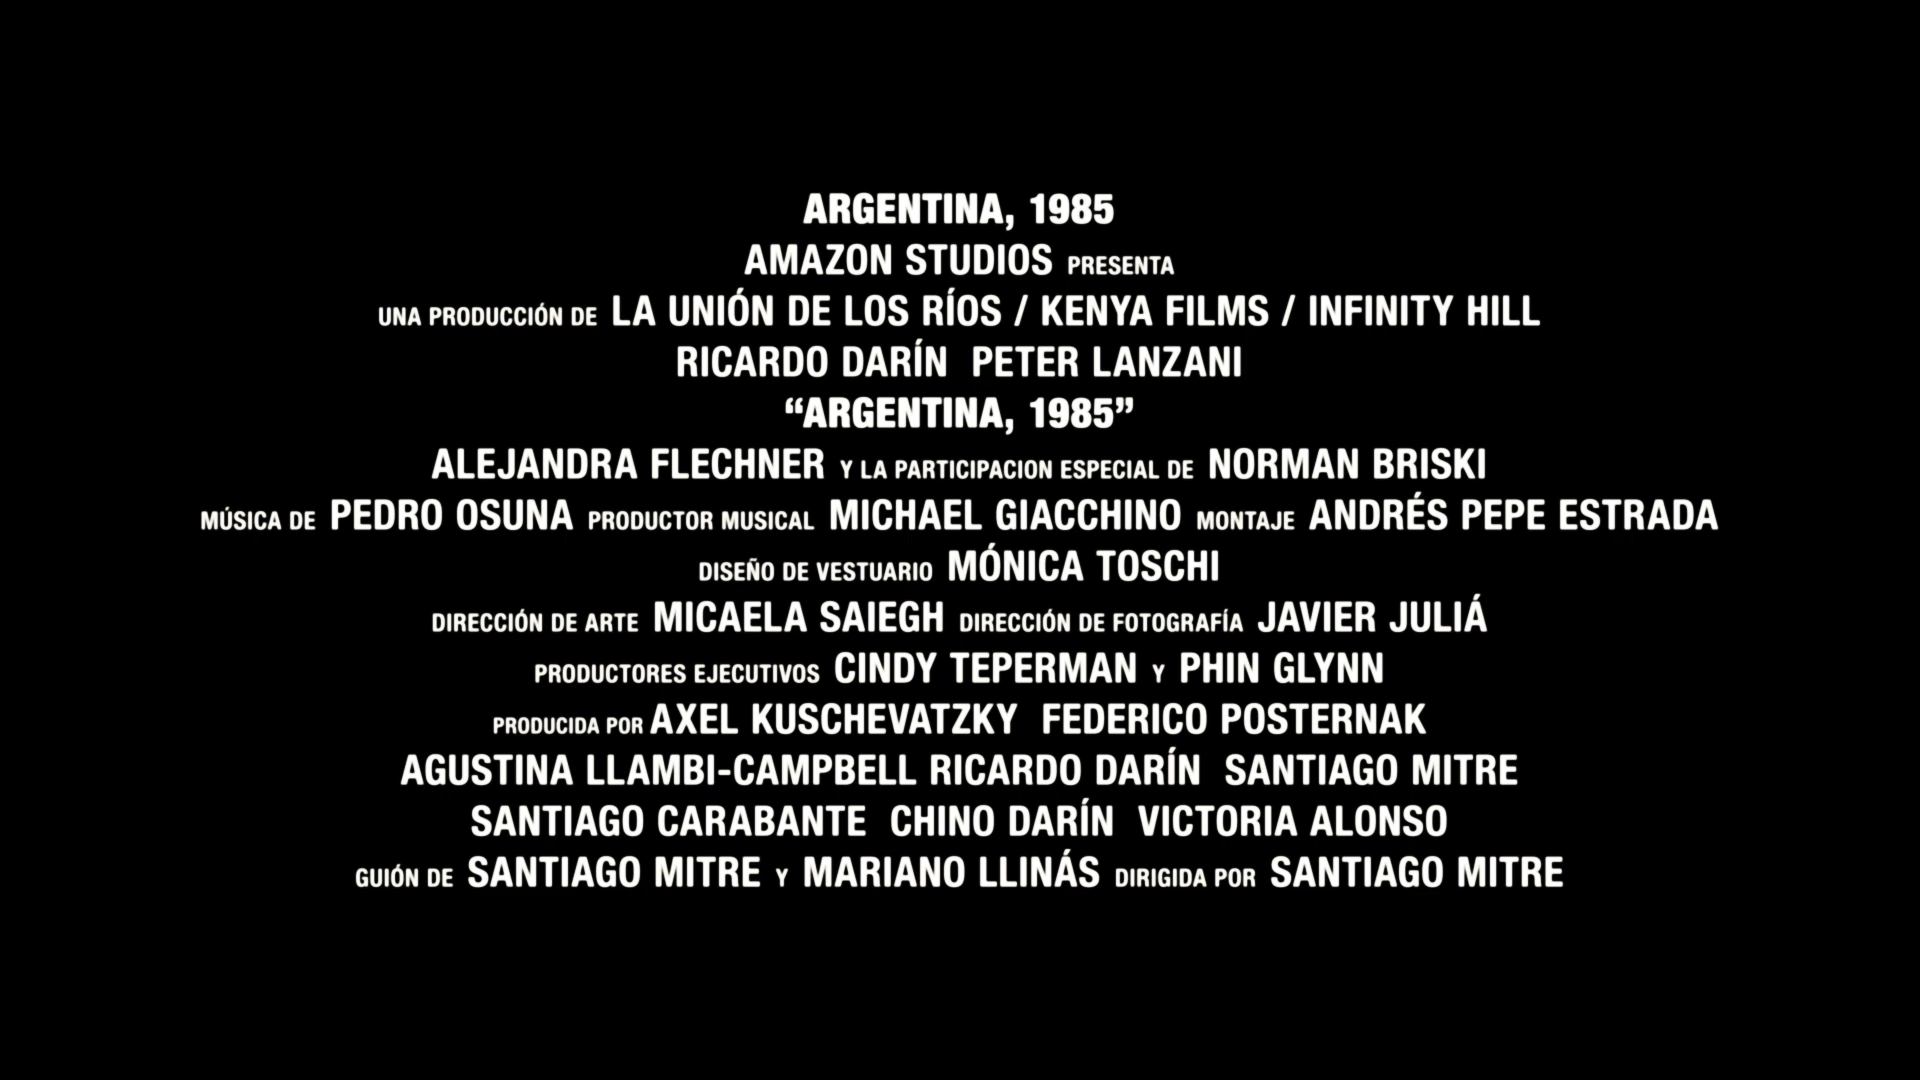 ARGENTINA, 1985
AMAZON STUDIOS PRESENTA
UNA PRODUCCIÓN DE LA UNIÓN DE LOS RÍOS / KENYA FILMS / INFINITY HILL
RICARDO DARÍN PETER LANZANI
“ARGENTINA, 1985”
ALEJANDRA FLECHNER Y LA PARTICIPACION ESPECIAL DE NORMAN BRISKI
MÚSICA DE PEDRO OSUNA PRODUCTOR MUSICAL MICHAEL GIACCHINO MONTAJE ANDRÉS PEPE ESTRADA
DISEÑO DE VESTUARIO MÓNICA TOSCHI
DIRECCIÓN DE ARTE MICAELA SAIEGH DIRECCIÓN DE FOTOGRAFÍA JAVIER JULIÁ
PRODUCTORES EJECUTIVOS CINDY TEPERMAN Y PHIN GLYNN
PRODUCIDA POR AXEL KUSCHEVATZKY FEDERICO POSTERNAK
AGUSTINA LLAMBI-CAMPBELL RICARDO DARÍN SANTIAGO MITRE
SANTIAGO CARABANTE CHINO DARÍN VICTORIA ALONSO
GUIÓN DE SANTIAGO MITRE Y MARIANO LLINÁS DIRIGIDA POR SANTIAGO MITRE